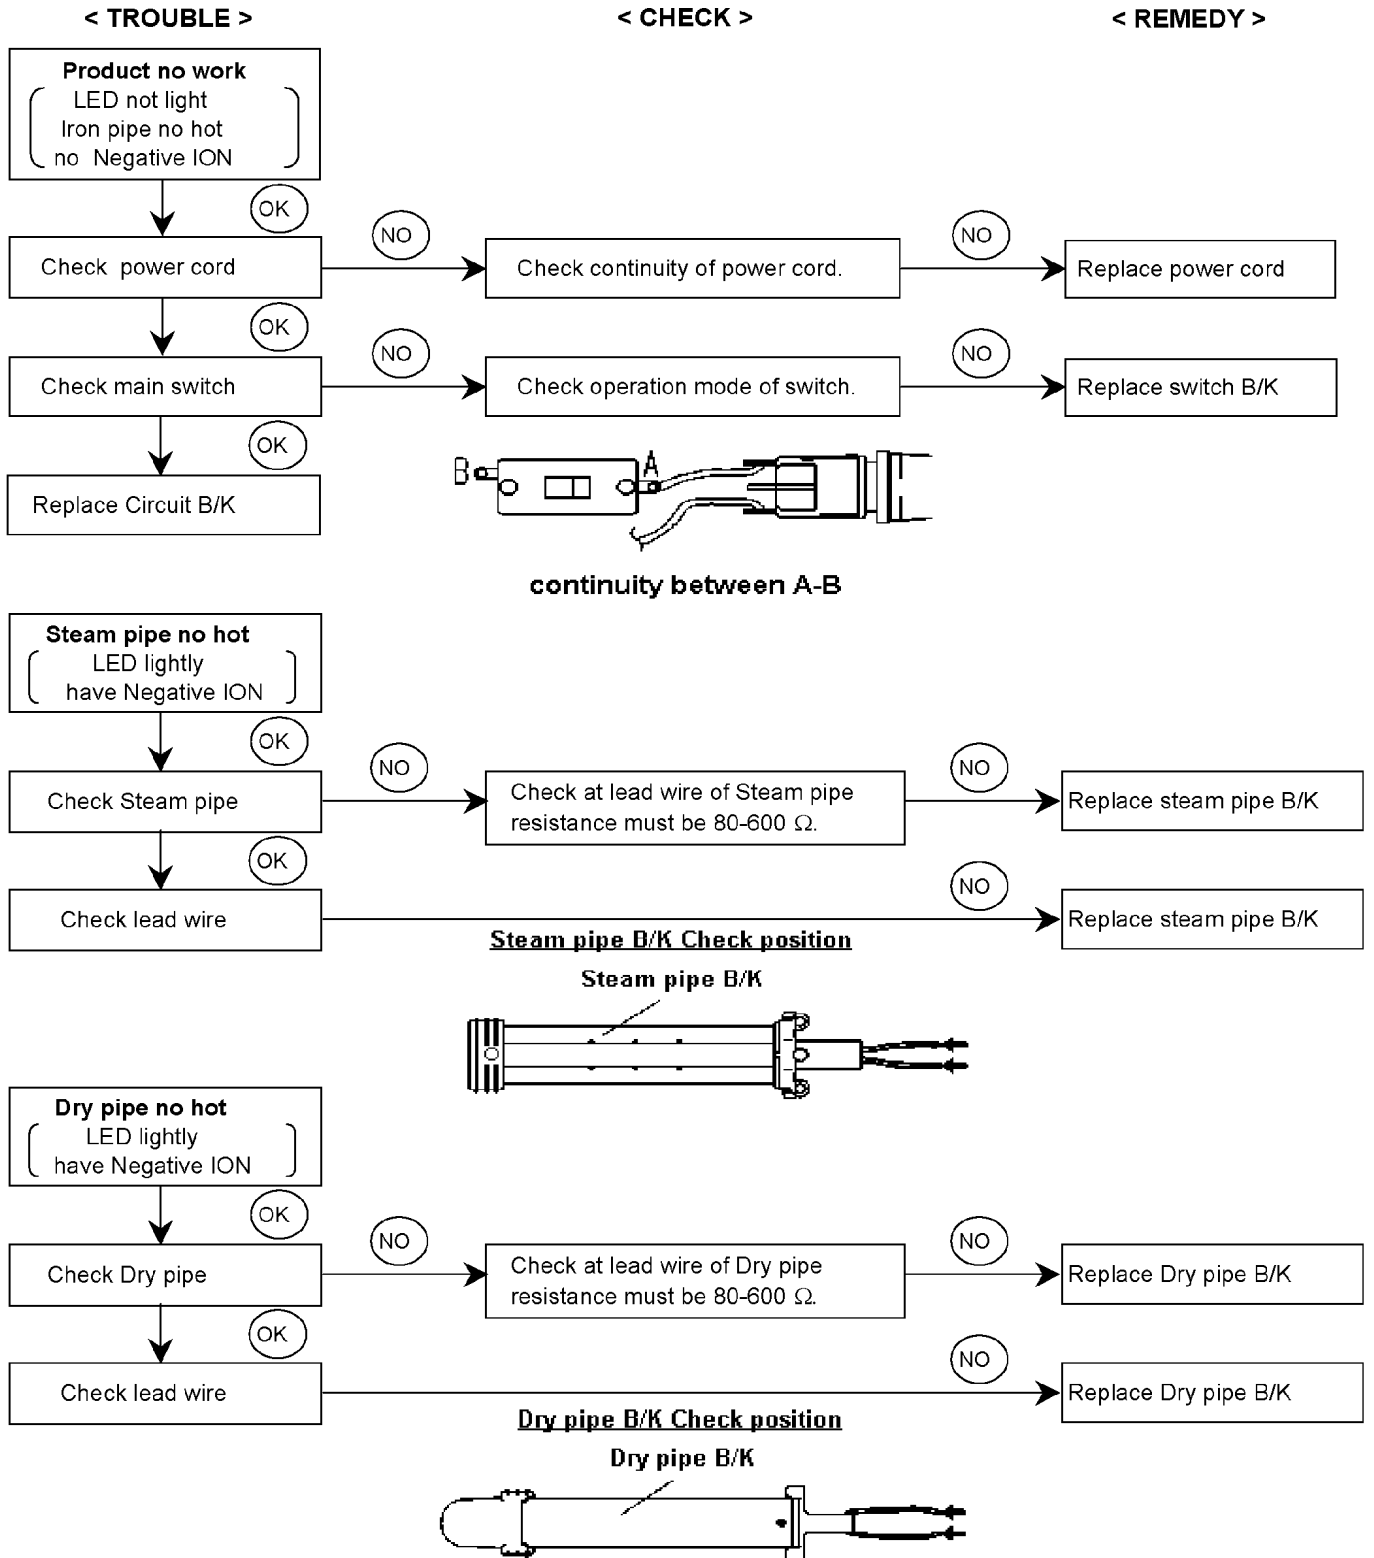 < TROUBLE >
< CHECK >
< REMEDY >
Product no work
LED not light
Iron pipe no hot
no Negative ION
OK
Check power cord
NO
Check continuity of power cord.
NO
Replace power cord
OK
Check main switch
NO
Check operation mode of switch.
NO
Replace switch B/K
OK
Replace Circuit B/K
B
A
continuity between A-B
Steam pipe no hot
LED lightly
have Negative ION
OK
Check Steam pipe
NO
Check at lead wire of Steam pipe
resistance must be 80-600 Ω.
NO
Replace steam pipe B/K
OK
Check lead wire
NO
Replace steam pipe B/K
Steam pipe B/K Check position
Steam pipe B/K
Dry pipe no hot
LED lightly
have Negative ION
OK
Check Dry pipe
NO
Check at lead wire of Dry pipe
resistance must be 80-600 Ω.
NO
Replace Dry pipe B/K
OK
Check lead wire
NO
Replace Dry pipe B/K
Dry pipe B/K Check position
Dry pipe B/K